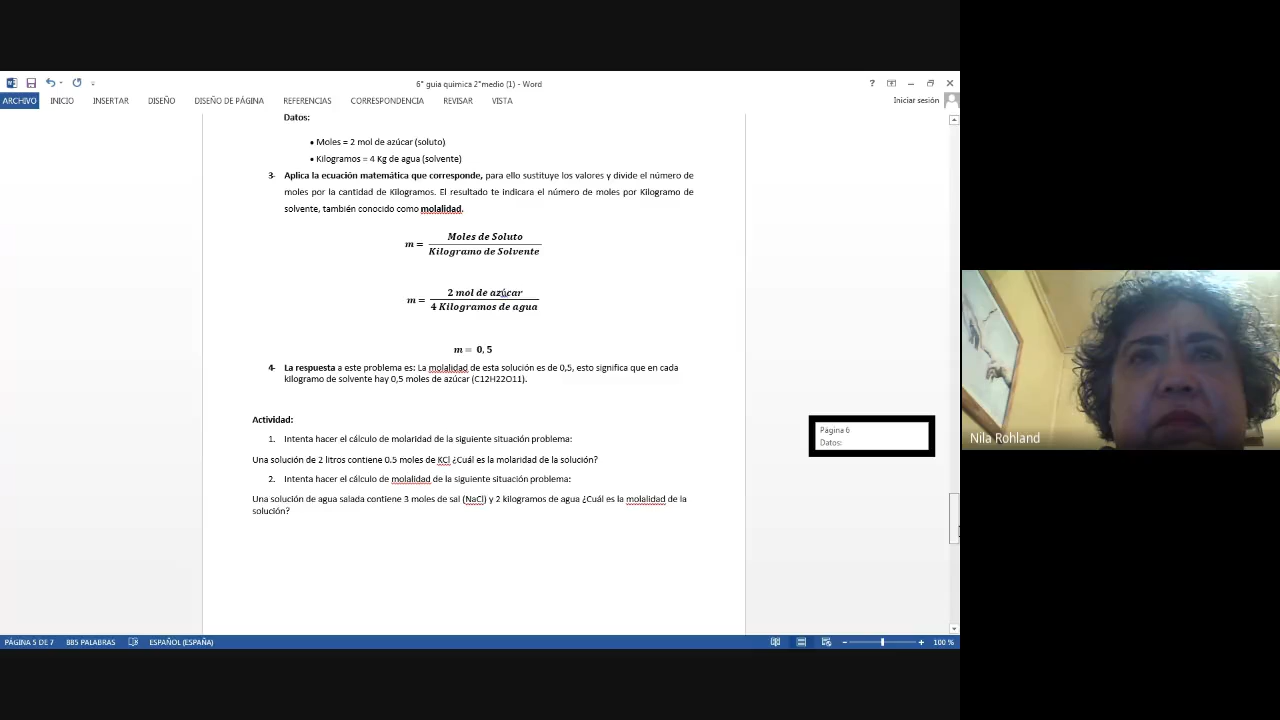 6° guia quimica 2°medio (1) - Word
ARCHIVO INICIO INSERTAR DISEÑO DISEÑO DE PÁGINA REFERENCIAS CORRESPONDENCIA REVISAR VISTA Iniciar sesión
Datos:
• Moles = 2 mol de azúcar (soluto)
• Kilogramos = 4 Kg de agua (solvente)
3- Aplica la ecuación matemática que corresponde, para ello sustituye los valores y divide el número de
moles por la cantidad de Kilogramos. El resultado te indicara el número de moles por Kilogramo de
solvente, también conocido como molalidad.
Moles de Soluto
m =
Kilogramo de Solvente
2 mol de azúcar
m =
4 Kilogramos de agua
m = 0,5
4- La respuesta a este problema es: La molalidad de esta solución es de 0,5, esto significa que en cada
kilogramo de solvente hay 0,5 moles de azúcar (C12H22O11).
Actividad:
1. Intenta hacer el cálculo de molaridad de la siguiente situación problema:
Una solución de 2 litros contiene 0.5 moles de KCl ¿Cuál es la molaridad de la solución?
2. Intenta hacer el cálculo de molalidad de la siguiente situación problema:
Una solución de agua salada contiene 3 moles de sal (NaCl) y 2 kilogramos de agua ¿Cuál es la molalidad de la
solución?
Página 6
Datos:
Nila Rohland
PÁGINA 5 DE 7 885 PALABRAS ESPAÑOL (ESPAÑA) 100 %